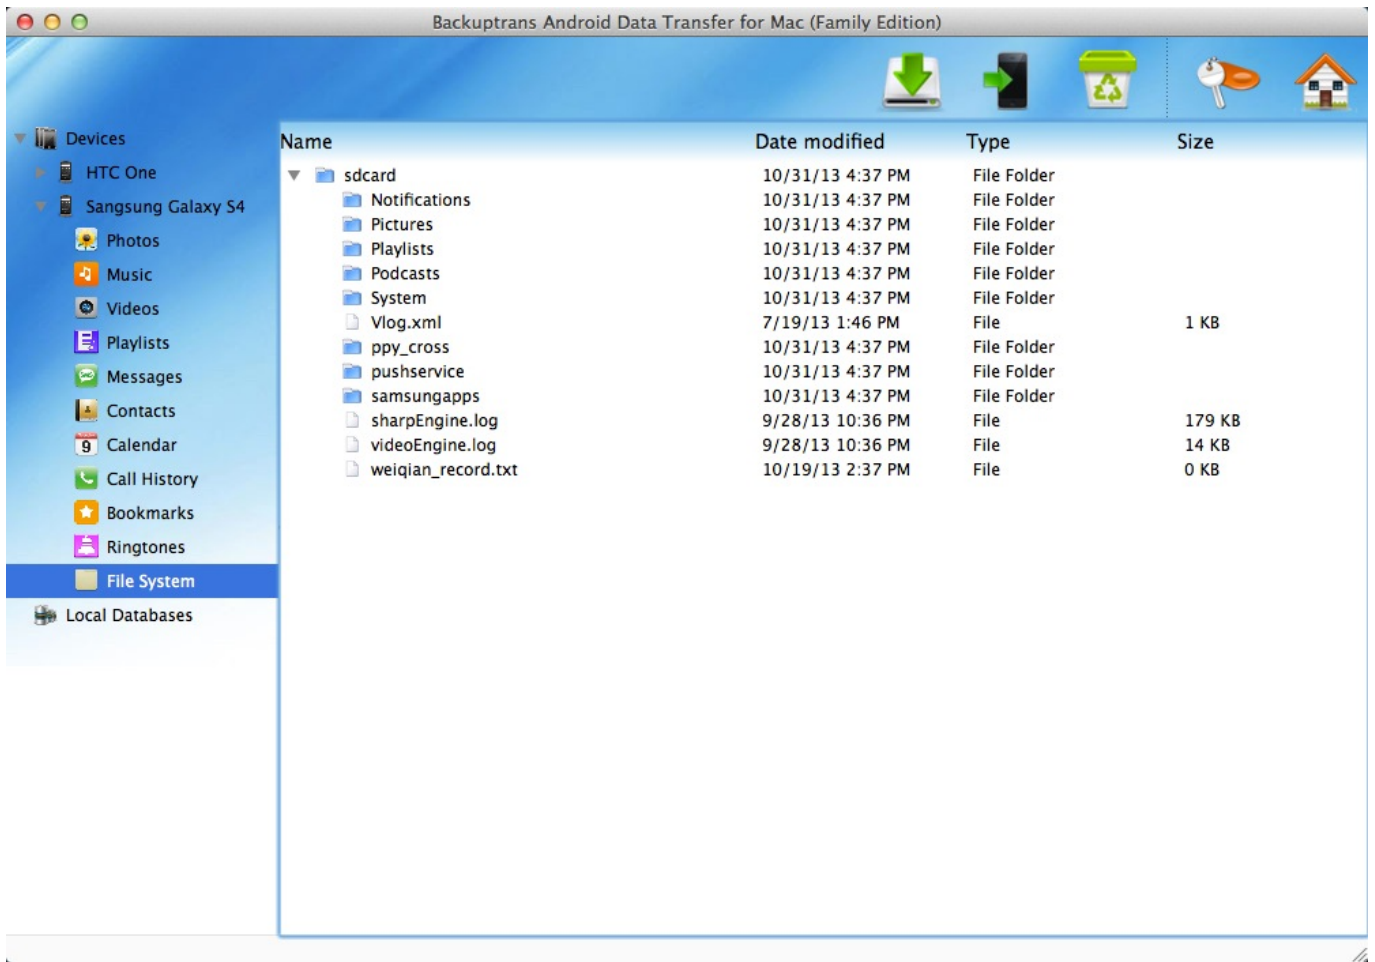 Backuptrans Android Data Transfer for Mac (Family Edition)
Devices
HTC One
Sangsung Galaxy S4
Photos
Music
Videos
Playlists
Messages
Contacts
9 Calendar
Call History
Bookmarks
Ringtones
File System
Local Databases
Name Date modified Type Size
sdcard 10/31/13 4:37 PM File Folder
Notifications 10/31/13 4:37 PM File Folder
Pictures 10/31/13 4:37 PM File Folder
Playlists 10/31/13 4:37 PM File Folder
Podcasts 10/31/13 4:37 PM File Folder
System 10/31/13 4:37 PM File Folder
Vlog.xml 7/19/13 1:46 PM File 1 KB
ppy_cross 10/31/13 4:37 PM File Folder
pushservice 10/31/13 4:37 PM File Folder
samsungapps 10/31/13 4:37 PM File Folder
sharpEngine.log 9/28/13 10:36 PM File 179 KB
videoEngine.log 9/28/13 10:36 PM File 14 KB
weiqian_record.txt 10/19/13 2:37 PM File 0 KB